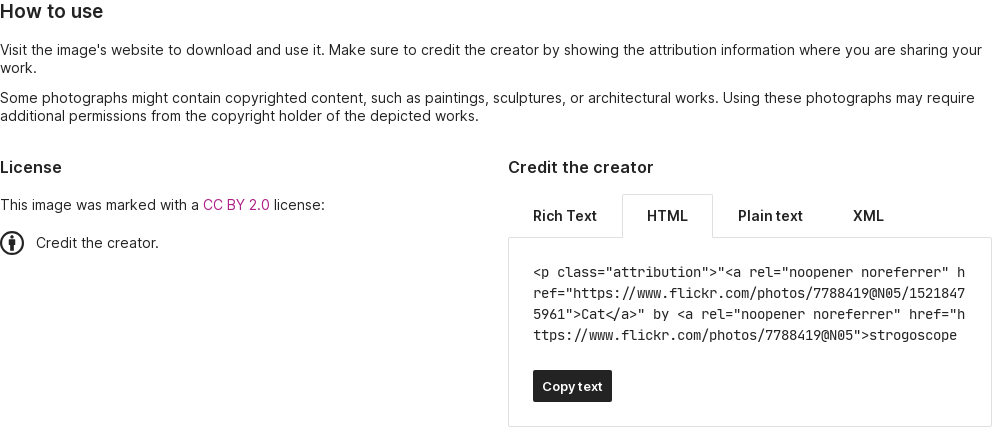 How to use
Visit the image's website to download and use it. Make sure to credit the creator by showing the attribution information where you are sharing your
work.
Some photographs might contain copyrighted content, such as paintings, sculptures, or architectural works. Using these photographs may require
additional permissions from the copyright holder of the depicted works.
License
This image was marked with a CC BY 2.0 license:
Credit the creator.
Credit the creator
Rich Text HTML Plain text XML
<p class="attribution">"<a rel="noopener noreferrer" h
ref="https://www.flickr.com/photos/7788419@N05/1521847
5961">Cat</a>" by <a rel="noopener noreferrer" href="h
ttps://www.flickr.com/photos/7788419@N05">strogoscope
Copy text